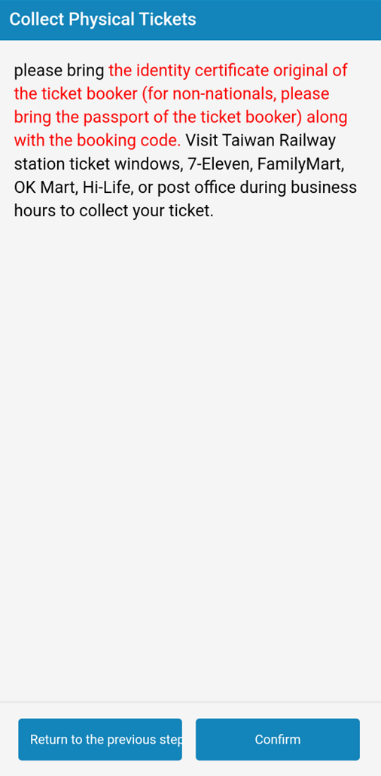 Collect Physical Tickets
please bring the identity certificate original of
the ticket booker (for non-nationals, please
bring the passport of the ticket booker) along
with the booking code. Visit Taiwan Railway
station ticket windows, 7-Eleven, FamilyMart,
OK Mart, Hi-Life, or post office during business
hours to collect your ticket.
Return to the previous step
Confirm